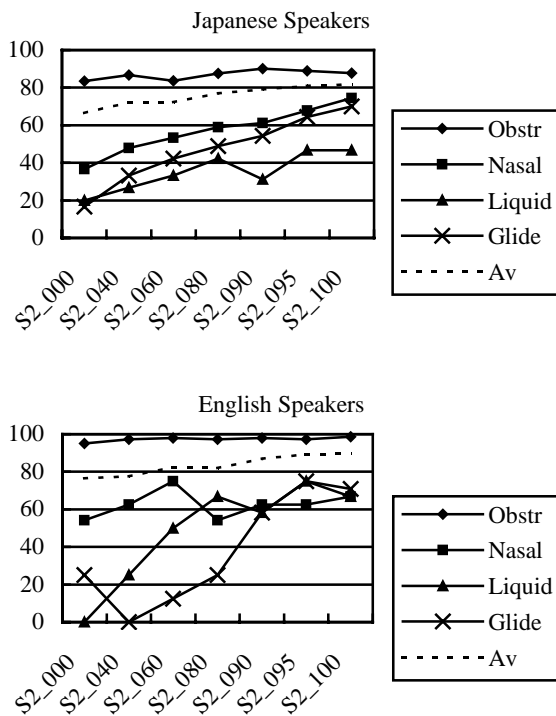 Japanese Speakers
100
80
60
40
20
0
S2_000
S2_040
S2_060
S2_080
S2_090
S2_095
S2_100
Obstr
Nasal
Liquid
Glide
Av
English Speakers
100
80
60
40
20
0
S2_000
S2_040
S2_060
S2_080
S2_090
S2_095
S2_100
Obstr
Nasal
Liquid
Glide
Av